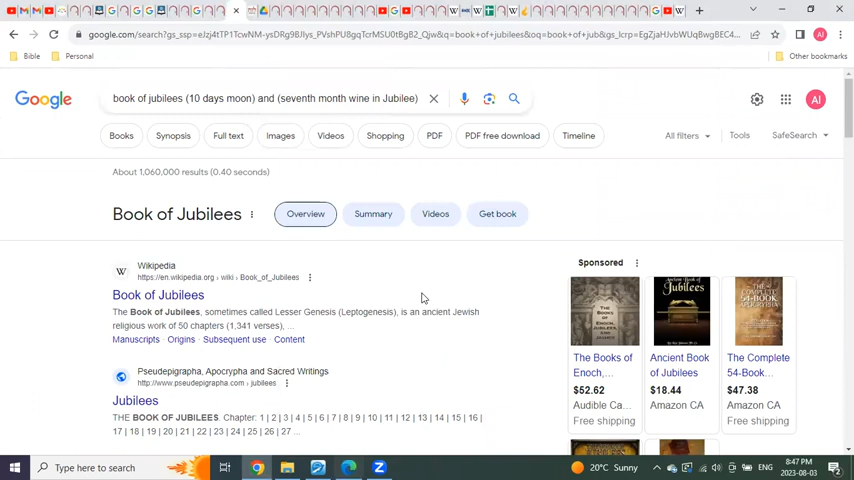 google.com/search?gs_ssp=eJzj4tTP1TcwNM-ysDRg9BJIys_PVshPU8gqTcrMSU0tBgB2_Qjw&q=book+of+jubilees&oq=book+of+jub&gs_lcrp=EgZjaHJvbWUqBwgBEC4...
AI
Bible
Personal
Other bookmarks
Google
book of jubilees (10 days moon) and (seventh month wine in Jubilee)
AI
Books
Synopsis
Full text
Images
Videos
Shopping
PDF
PDF free download
Timeline
All filters
Tools
SafeSearch
About 1,060,000 results (0.40 seconds)
Book of Jubilees
Overview
Summary
Videos
Get book
Wikipedia
https://en.wikipedia.org › wiki › Book_of_Jubilees
Book of Jubilees
The Book of Jubilees, sometimes called Lesser Genesis (Leptogenesis), is an ancient Jewish
religious work of 50 chapters (1,341 verses), ...
Manuscripts · Origins · Subsequent use · Content
Pseudepigrapha, Apocrypha and Sacred Writings
http://www.pseudepigrapha.com › jubilees
Jubilees
THE BOOK OF JUBILEES. Chapter: 1 | 2 | 3 | 4 | 5 | 6 | 7 | 8 | 9 | 10 | 11 | 12 | 13 | 14 | 15 | 16 |
17 | 18 | 19 | 20 | 21 | 22 | 23 | 24 | 25 | 26 | 27 ...
Sponsored
The Books of
Enoch,...
$52.62
Audible Ca...
Free shipping
Ancient Book
of Jubilees
$18.44
Amazon CA
The Complete
54-Book...
$47.38
Amazon CA
Free shipping
Type here to search
20°C Sunny
ENG
8:47 PM
2023-08-03